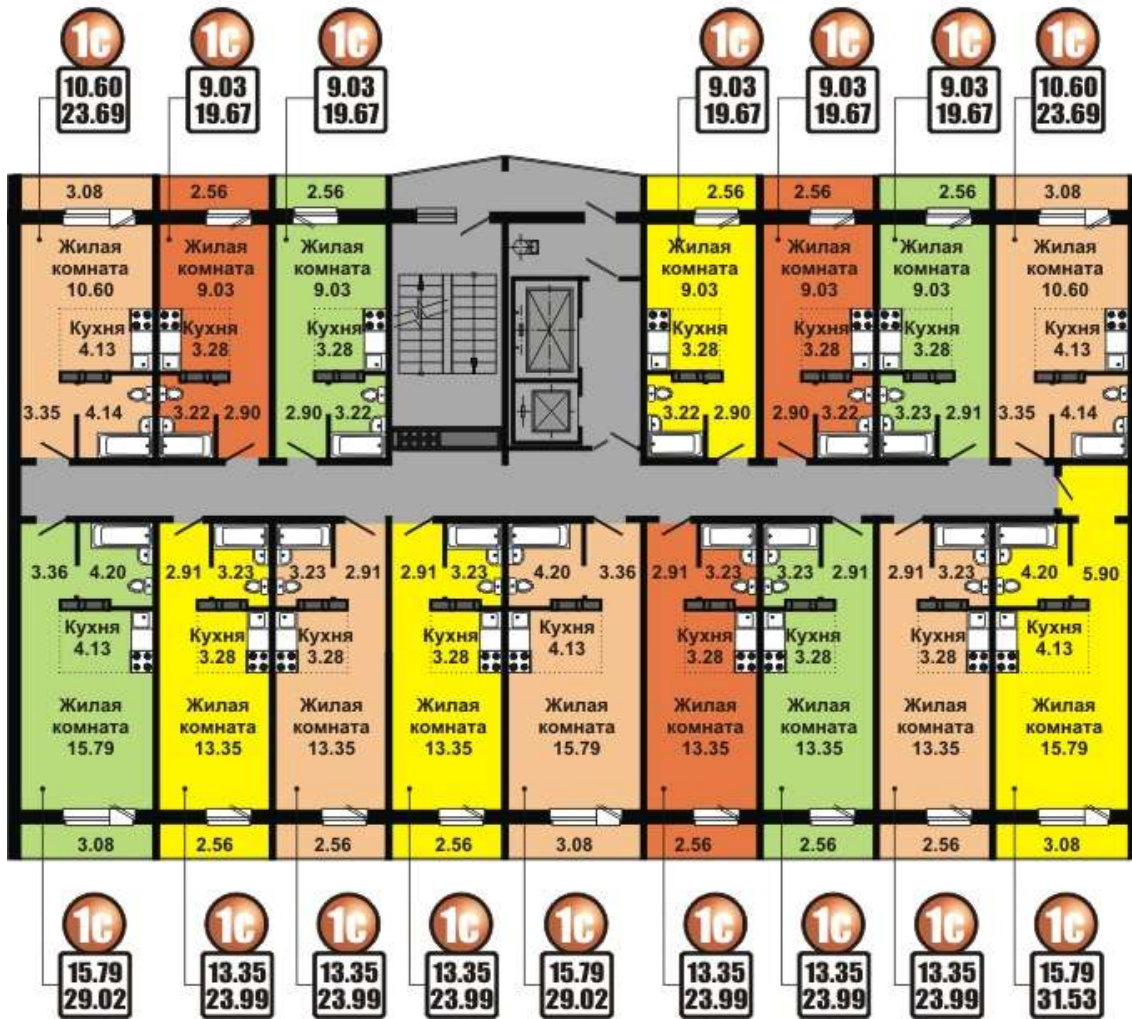 1с 1с 1с 1с 1с 1с 1с
10.60 9.03 9.03 9.03 9.03 9.03 10.60
23.69 19.67 19.67 19.67 19.67 19.67 23.69
3.08 2.56 2.56 2.56 2.56 2.56 3.08
Жилая Жилая Жилая Жилая Жилая Жилая Жилая
комната комната комната комната комната комната комната
10.60 9.03 9.03 9.03 9.03 9.03 10.60
Кухня Кухня Кухня Кухня Кухня Кухня Кухня
4.13 3.28 3.28 3.28 3.28 3.28 4.13
3.35 4.14 3.22 2.90 2.90 3.22 3.22 2.90 2.90 3.22 3.23 2.91 3.35 4.14
3.36 4.20 2.91 3.23 3.23 2.91 2.91 3.23 4.20 3.36 2.91 3.23 3.23 2.91 2.91 3.23 4.20 5.90
Кухня Кухня Кухня Кухня Кухня Кухня Кухня Кухня Кухня
4.13 3.28 3.28 3.28 4.13 3.28 3.28 3.28 4.13
Жилая Жилая Жилая Жилая Жилая Жилая Жилая Жилая Жилая
комната комната комната комната комната комната комната комната комната
15.79 13.35 13.35 13.35 15.79 13.35 13.35 13.35 15.79
3.08 2.56 2.56 2.56 3.08 2.56 2.56 2.56 3.08
1с 1с 1с 1с 1с 1с 1с 1с 1с
15.79 13.35 13.35 13.35 15.79 13.35 13.35 13.35 15.79
29.02 23.99 23.99 23.99 29.02 23.99 23.99 23.99 31.53